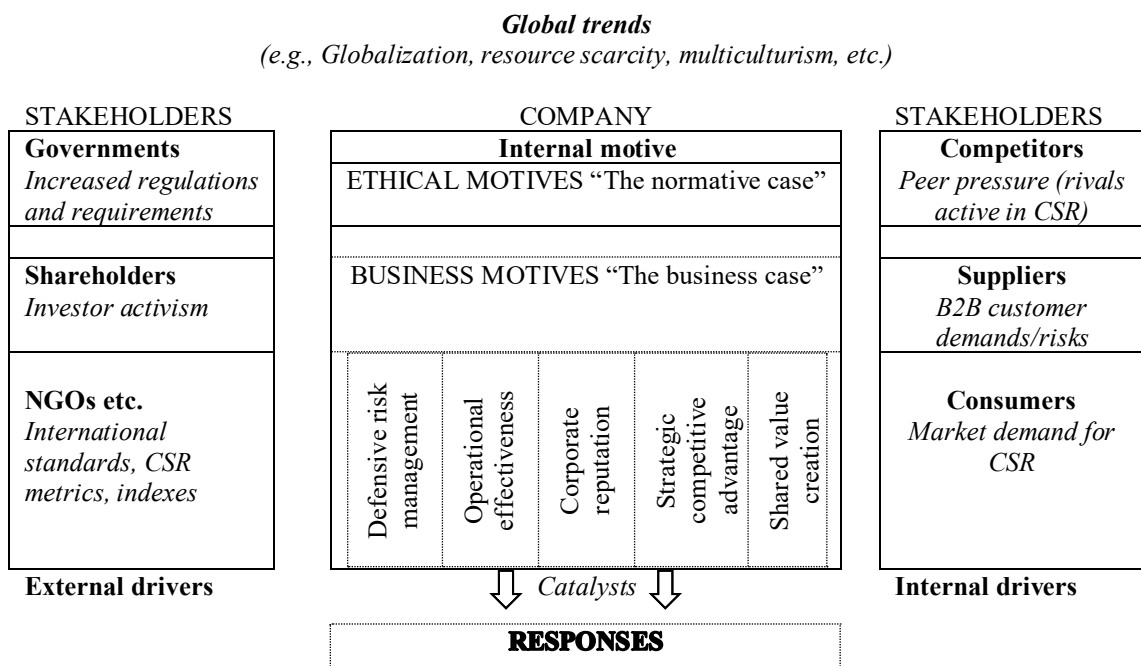 Global trends
(e.g., Globalization, resource scarcity, multiculturism, etc.)
STAKEHOLDERS
Governments
Increased regulations
and requirements
Shareholders
Investor activism
NGOs etc.
International
standards, CSR
metrics, indexes
External drivers
COMPANY
Internal motive
ETHICAL MOTIVES “The normative case”
BUSINESS MOTIVES “The business case”
Defensive risk
management
Operational
effectiveness
Corporate
reputation
Strategic
competitive
advantage
Shared value
creation
Catalysts
RESPONSES
STAKEHOLDERS
Competitors
Peer pressure (rivals
active in CSR)
Suppliers
B2B customer
demands/risks
Consumers
Market demand for
CSR
Internal drivers